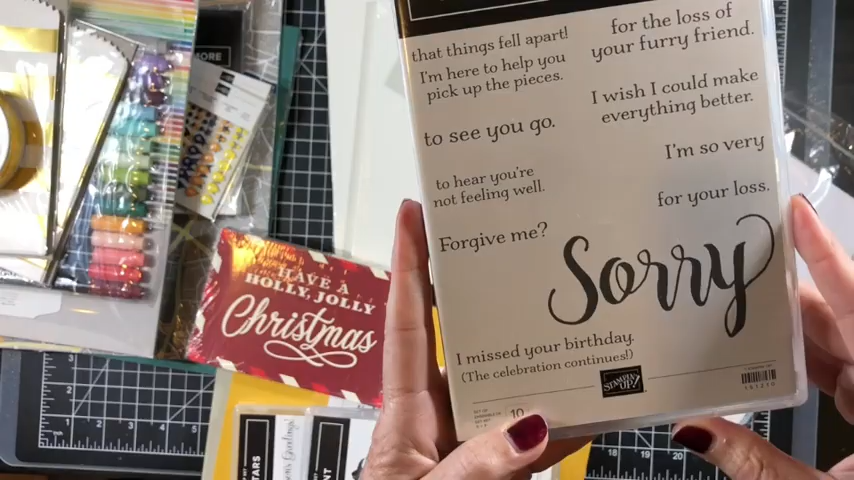 that things fell apart!
I'm here to help you
pick up the pieces.
for the loss of
your furry friend.
I wish I could make
everything better.
to see you go.
I'm so very
to hear you're
not feeling well.
for your loss.
Forgive me?
Sorry
I missed your birthday.
(The celebration continues!)
STAMPIN' UP!
10
MORE
HAVE A
HOLLY, JOLLY
Christmas